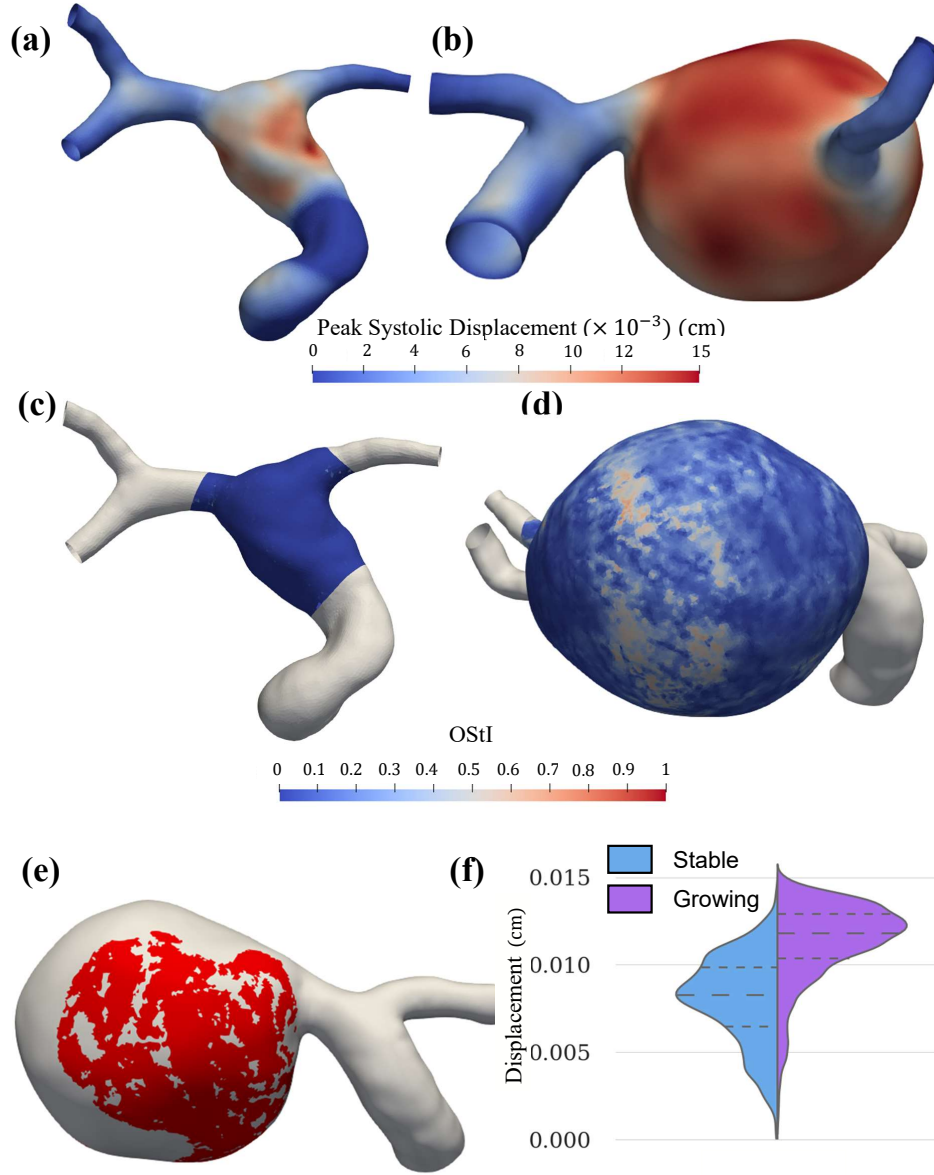 (a)
(b)
Peak Systolic Displacement (× 10⁻³) (cm)
0 2 4 6 8 10 12 15
(c)
(d)
OStI
0 0.1 0.2 0.3 0.4 0.5 0.6 0.7 0.8 0.9 1
(e)
(f)
Stable
Growing
Displacement (cm)
0.015
0.010
0.005
0.000